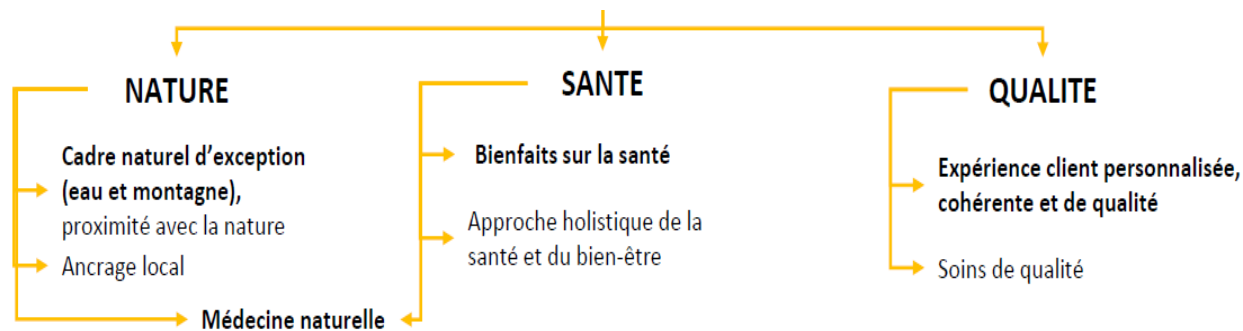 NATURE
Cadre naturel d’exception
(eau et montagne),
proximité avec la nature
Ancrage local
SANTE
Bienfaits sur la santé
Approche holistique de la
santé et du bien-être
Médecine naturelle
QUALITE
Expérience client personnalisée,
cohérente et de qualité
Soins de qualité